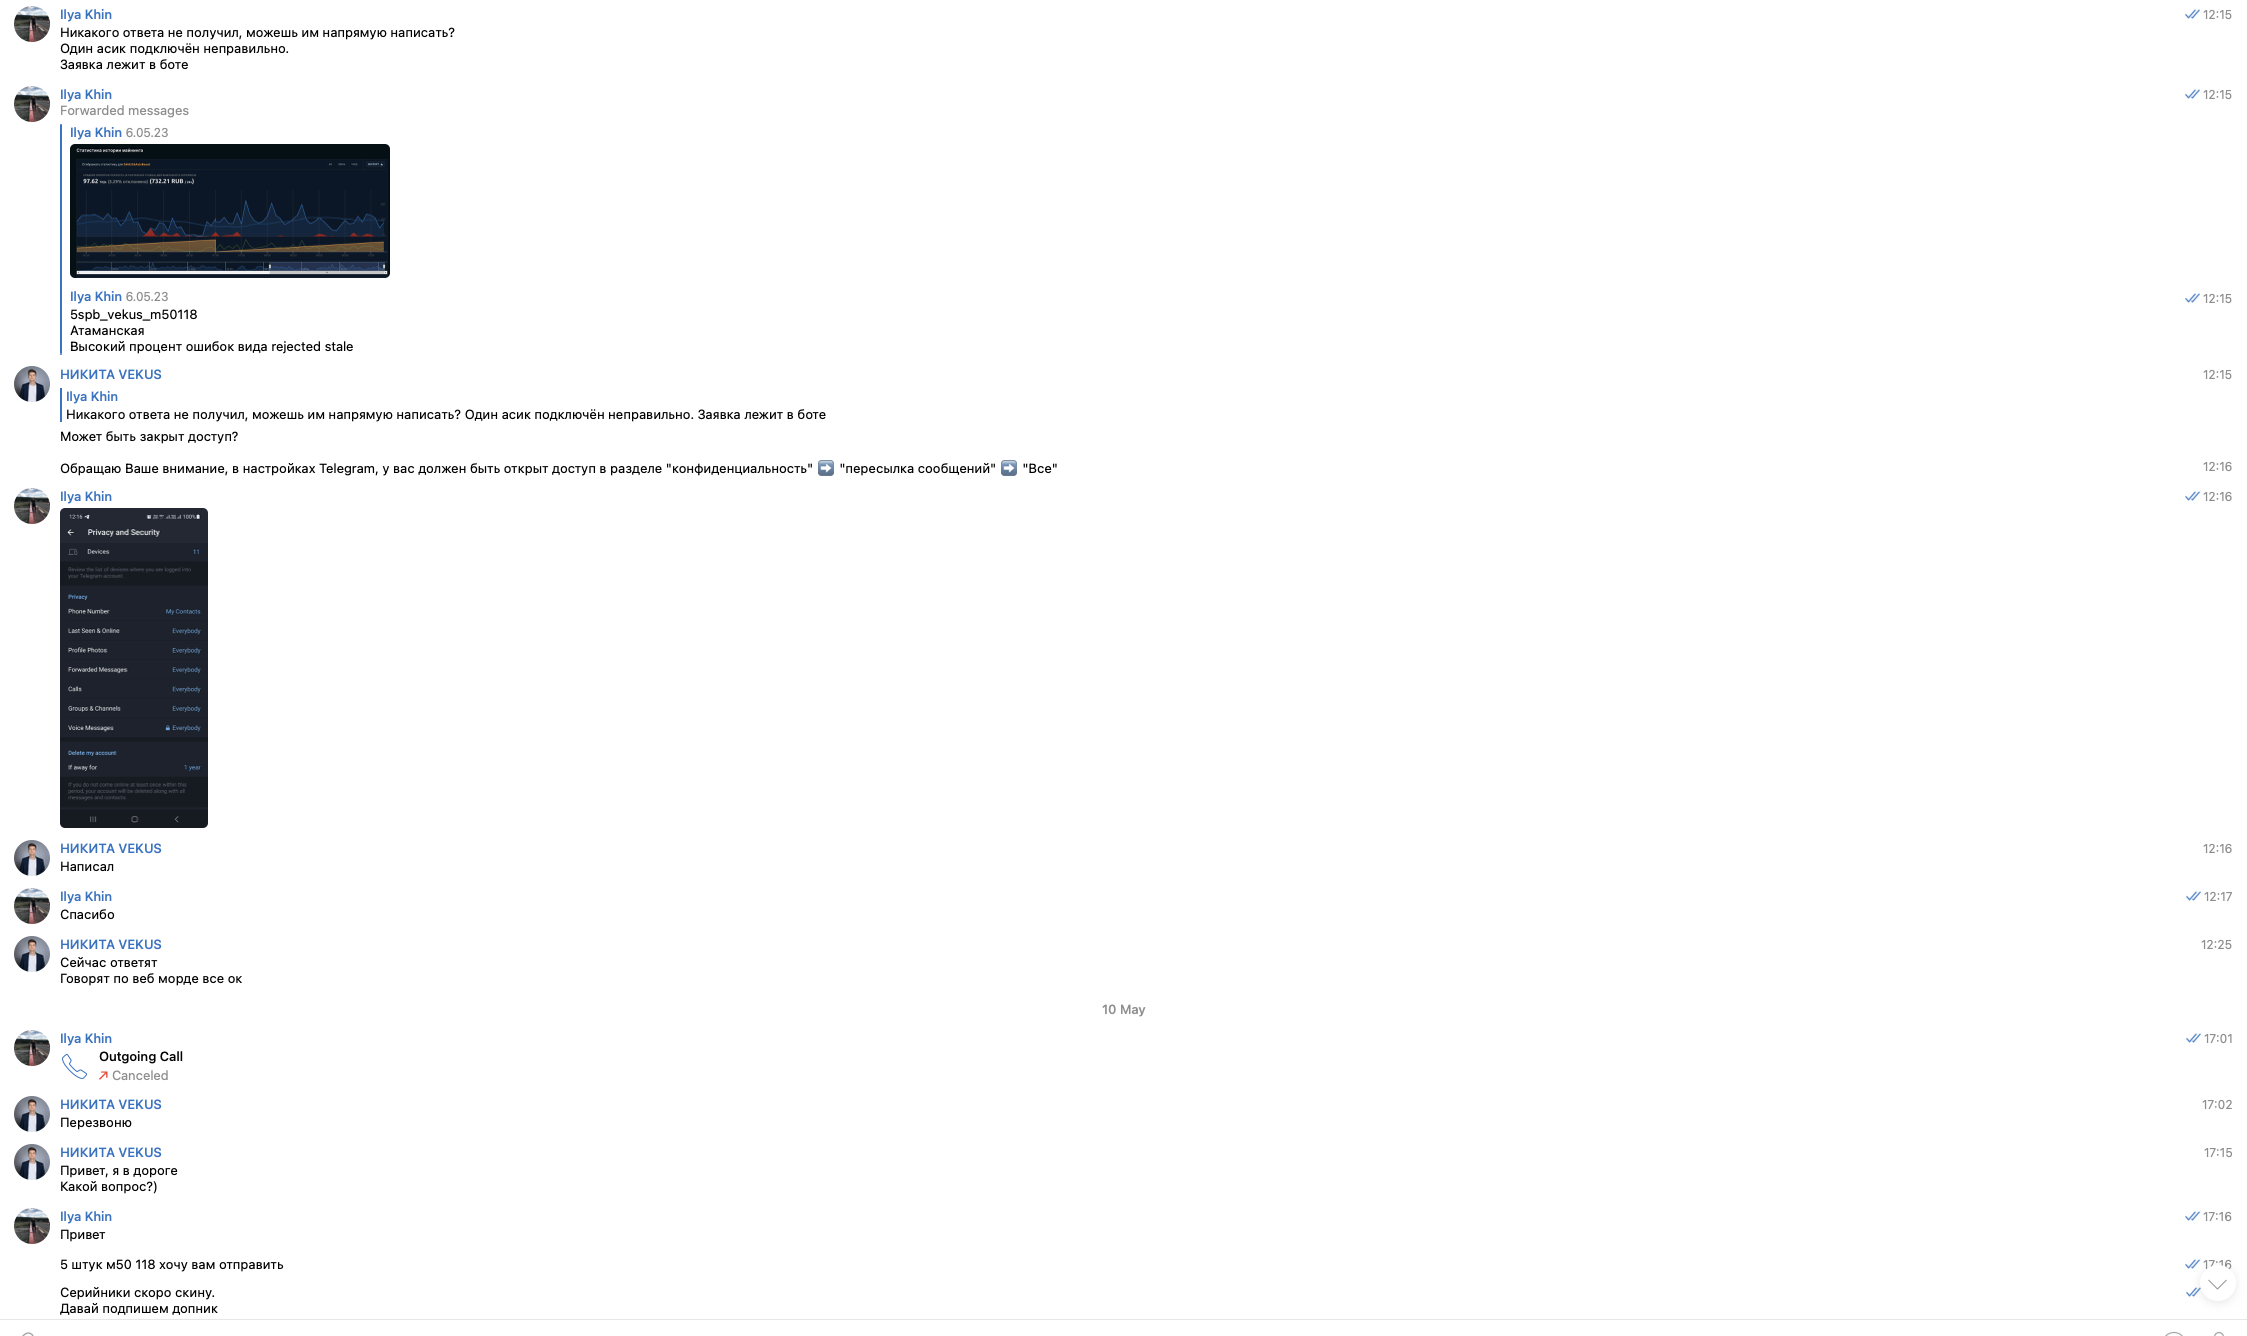 Ilya Khin
12:15
Никакого ответа не получил, можешь им напрямую написать?
Один асик подключён неправильно.
Заявка лежит в боте
Ilya Khin
12:15
Forwarded messages
Ilya Khin 6.05.23
Статистика истории майнинга
97.62
(732.21 RUB
Ilya Khin 6.05.23
12:15
5spb_vekus_m50118
Атаманская
Высокий процент ошибок вида rejected stale
НИКИТА VEKUS
12:15
Ilya Khin
Никакого ответа не получил, можешь им напрямую написать? Один асик подключён неправильно. Заявка лежит в боте
Может быть закрыт доступ?
Обращаю Ваше внимание, в настройках Telegram, у вас должен быть открыт доступ в разделе "конфиденциальность" ➡️ "пересылка сообщений" ➡️ "Все"
12:16
Ilya Khin
12:16
12:16
100%
Privacy and Security
Devices 11
Review the list of devices where you are logged into
your Telegram account.
Privacy
Phone Number My Contacts
Last Seen & Online Everybody
Profile Photos Everybody
Forwarded Messages Everybody
Calls Everybody
Groups & Channels Everybody
Voice Messages Everybody
Delete my account
If away for 1 year
If you do not come online at least once within this
period, your account will be deleted along with all
messages and contacts.
НИКИТА VEKUS
12:16
Написал
Ilya Khin
12:17
Спасибо
НИКИТА VEKUS
12:25
Сейчас ответят
Говорят по веб морде все ок
10 May
Ilya Khin
17:01
Outgoing Call
Canceled
НИКИТА VEKUS
17:02
Перезвоню
НИКИТА VEKUS
17:15
Привет, я в дороге
Какой вопрос?)
Ilya Khin
17:16
Привет
5 штук м50 118 хочу вам отправить
17:16
Серийники скоро скину.
Давай подпишем допник